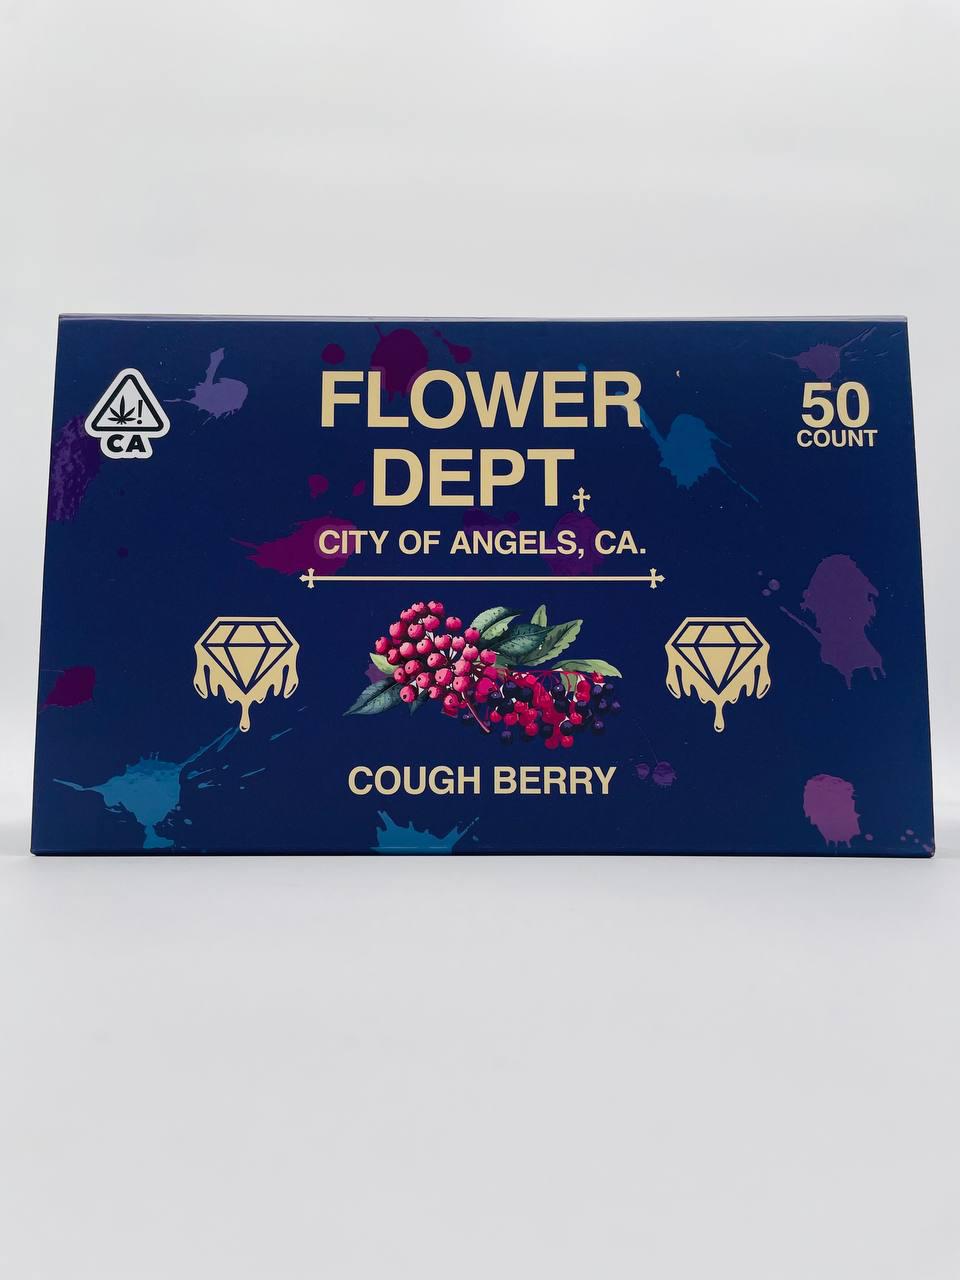 FLOWER
DEPT.
CITY OF ANGELS, CA.
50
COUNT
!
CA
COUGH BERRY